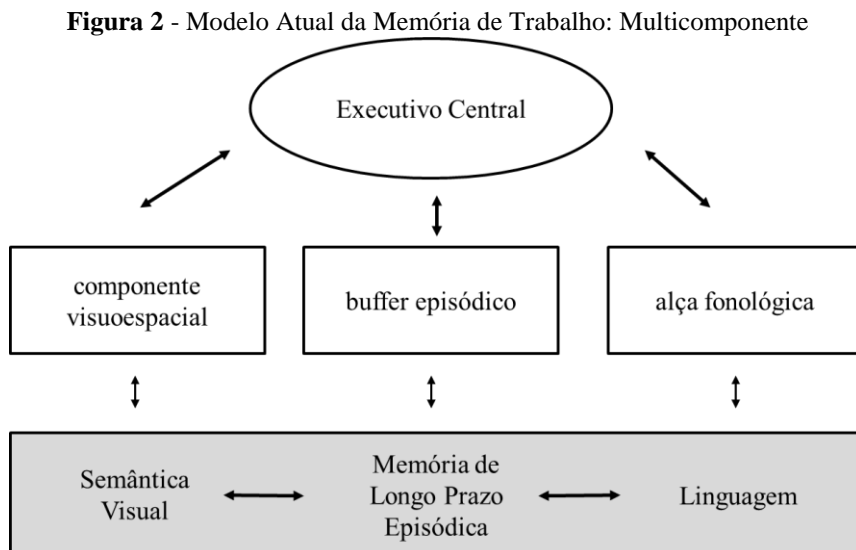 Figura 2 - Modelo Atual da Memória de Trabalho: Multicomponente
Executivo Central
componente
visuoespacial
buffer episódico
alça fonológica
Semântica
Visual
Memória de
Longo Prazo
Episódica
Linguagem